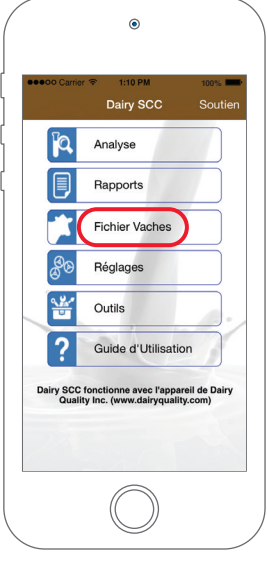 Carrier 1:10 PM 100%
Dairy SCC Soutien
Analyse
Rapports
Fichier Vaches
Réglages
Outils
? Guide d'Utilisation
Dairy SCC fonctionne avec l'appareil de Dairy
Quality Inc. (www.dairyquality.com)